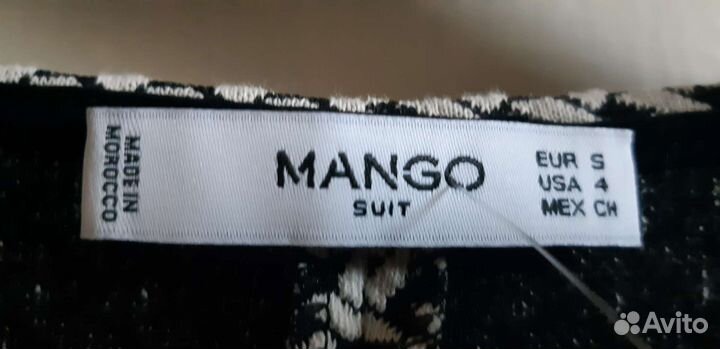 MADE IN
MOROCCO
MANGO
SUIT
EUR S
USA 4
MEX CH
Avito